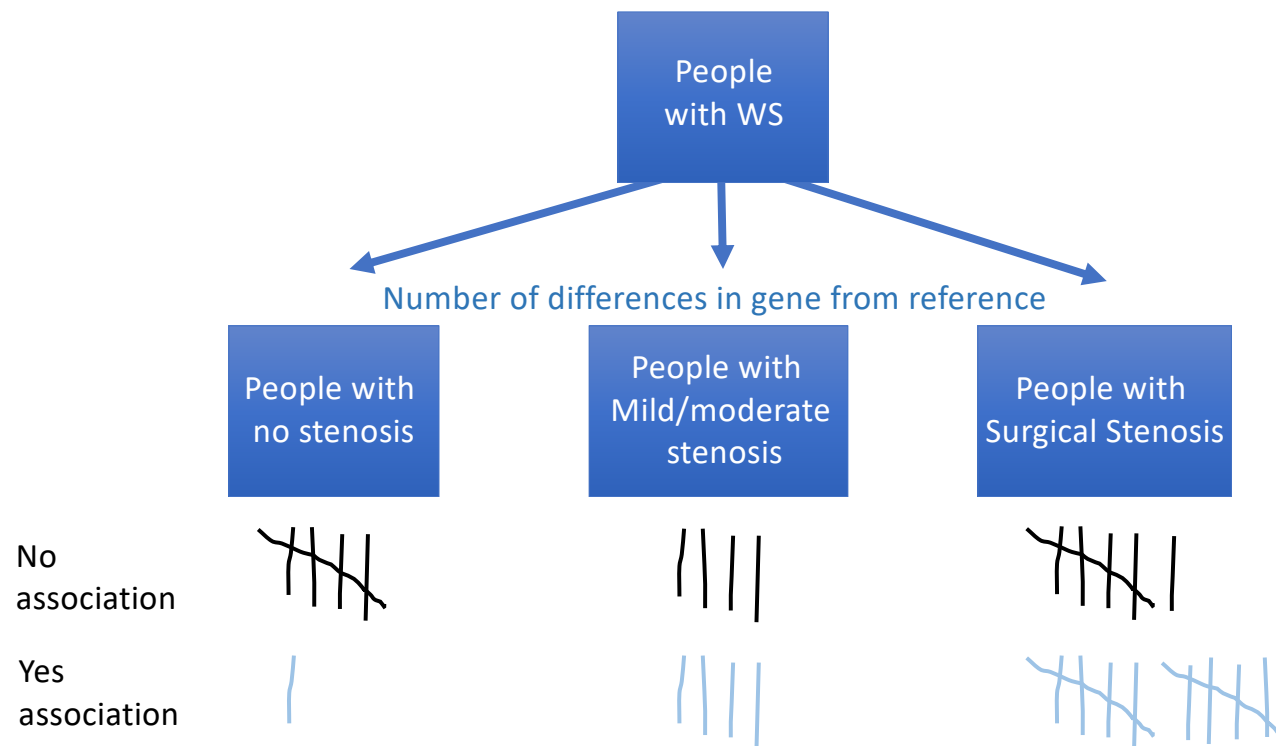 People
with WS
Number of differences in gene from reference
People with
no stenosis
People with
Mild/moderate
stenosis
People with
Surgical Stenosis
No
association
Yes
association